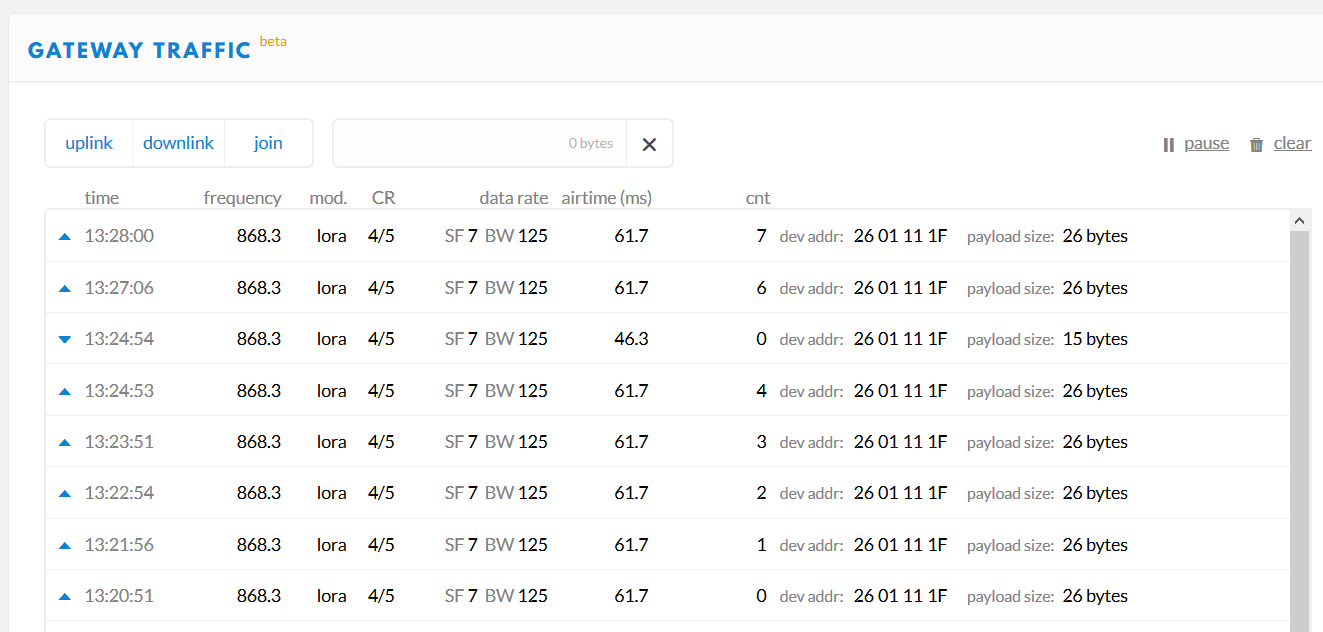 GATEWAY TRAFFIC beta
uplink downlink join 0 bytes pause clear
time frequency mod. CR data rate airtime (ms) cnt
13:28:00 868.3 lora 4/5 SF 7 BW 125 61.7 7 dev addr: 26 01 11 1F payload size: 26 bytes
13:27:06 868.3 lora 4/5 SF 7 BW 125 61.7 6 dev addr: 26 01 11 1F payload size: 26 bytes
13:24:54 868.3 lora 4/5 SF 7 BW 125 46.3 0 dev addr: 26 01 11 1F payload size: 15 bytes
13:24:53 868.3 lora 4/5 SF 7 BW 125 61.7 4 dev addr: 26 01 11 1F payload size: 26 bytes
13:23:51 868.3 lora 4/5 SF 7 BW 125 61.7 3 dev addr: 26 01 11 1F payload size: 26 bytes
13:22:54 868.3 lora 4/5 SF 7 BW 125 61.7 2 dev addr: 26 01 11 1F payload size: 26 bytes
13:21:56 868.3 lora 4/5 SF 7 BW 125 61.7 1 dev addr: 26 01 11 1F payload size: 26 bytes
13:20:51 868.3 lora 4/5 SF 7 BW 125 61.7 0 dev addr: 26 01 11 1F payload size: 26 bytes